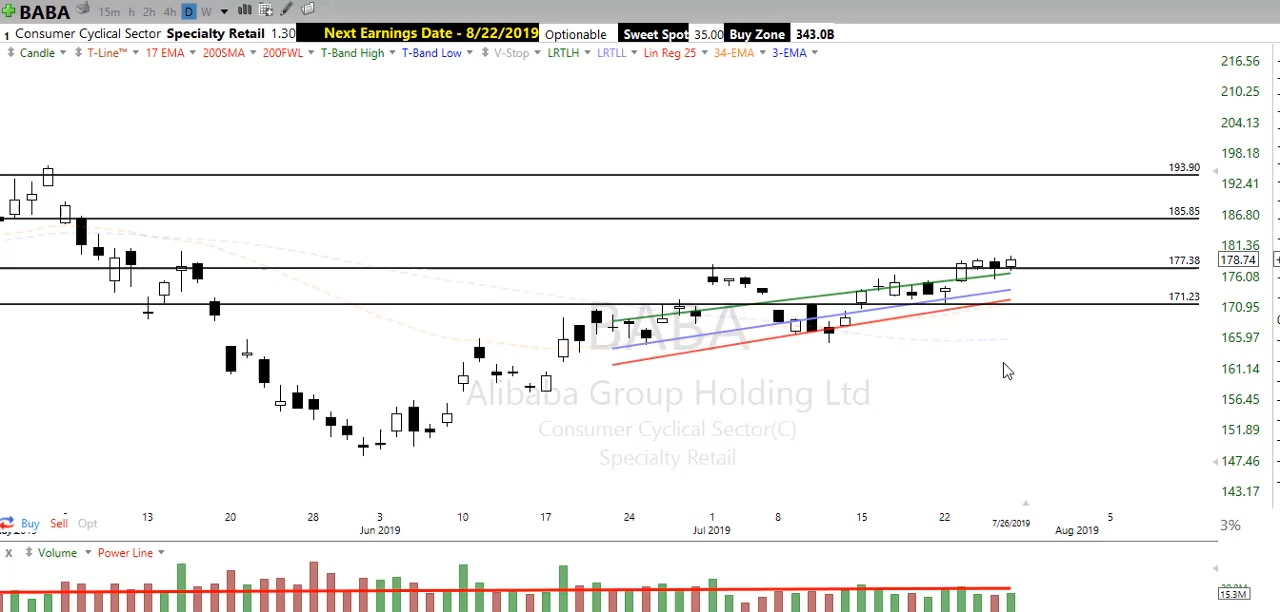 BABA 15m h 2h 4h D W
1 Consumer Cyclical Sector Specialty Retail 1.30 Next Earnings Date - 8/22/2019 Optionable Sweet Spot 35.00 Buy Zone 343.0B
Candle T-Line™ 17 EMA 200SMA 200FWL T-Band High T-Band Low V-Stop LRTLH LRTLL Lin Reg 25 34-EMA 3-EMA
216.56
210.25
204.13
198.18
193.90
192.41
185.85
186.80
181.36
177.38
178.74
176.08
171.23
170.95
165.97
161.14
156.45
151.89
147.46
143.17
BABA
Alibaba Group Holding Ltd
Consumer Cyclical Sector(C)
Specialty Retail
Buy Sell Opt
13 20 28 10 17 24 1 8 15 22 7/26/2019 5
2019 Jun 2019 Jul 2019 Aug 2019
3%
X Volume Power Line
15.3M